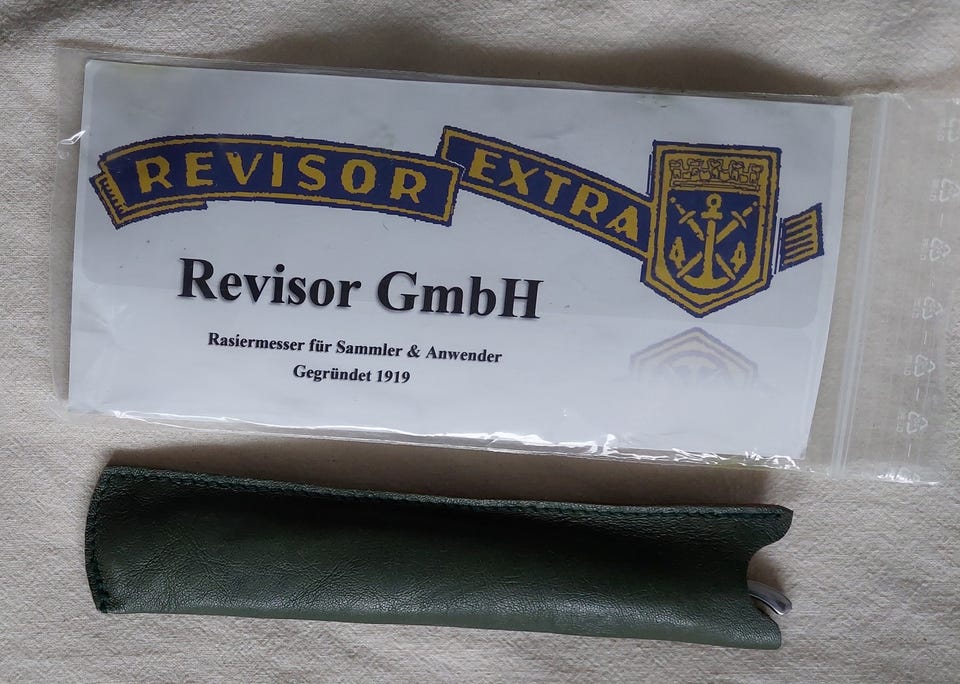 REVISOR EXTRA
Revisor GmbH
Rasiermesser für Sammler & Anwender
Gegründet 1919